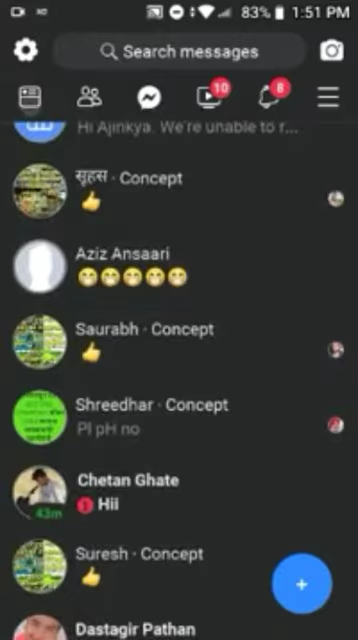 83% 1:51 PM
Search messages
10
8
Hi Ajinkya. We're unable to r...
सूहस · Concept
Aziz Ansaari
Saurabh · Concept
Shreedhar · Concept
Pl pH no
Chetan Ghate
Hii
43m
Suresh · Concept
Dastagir Pathan